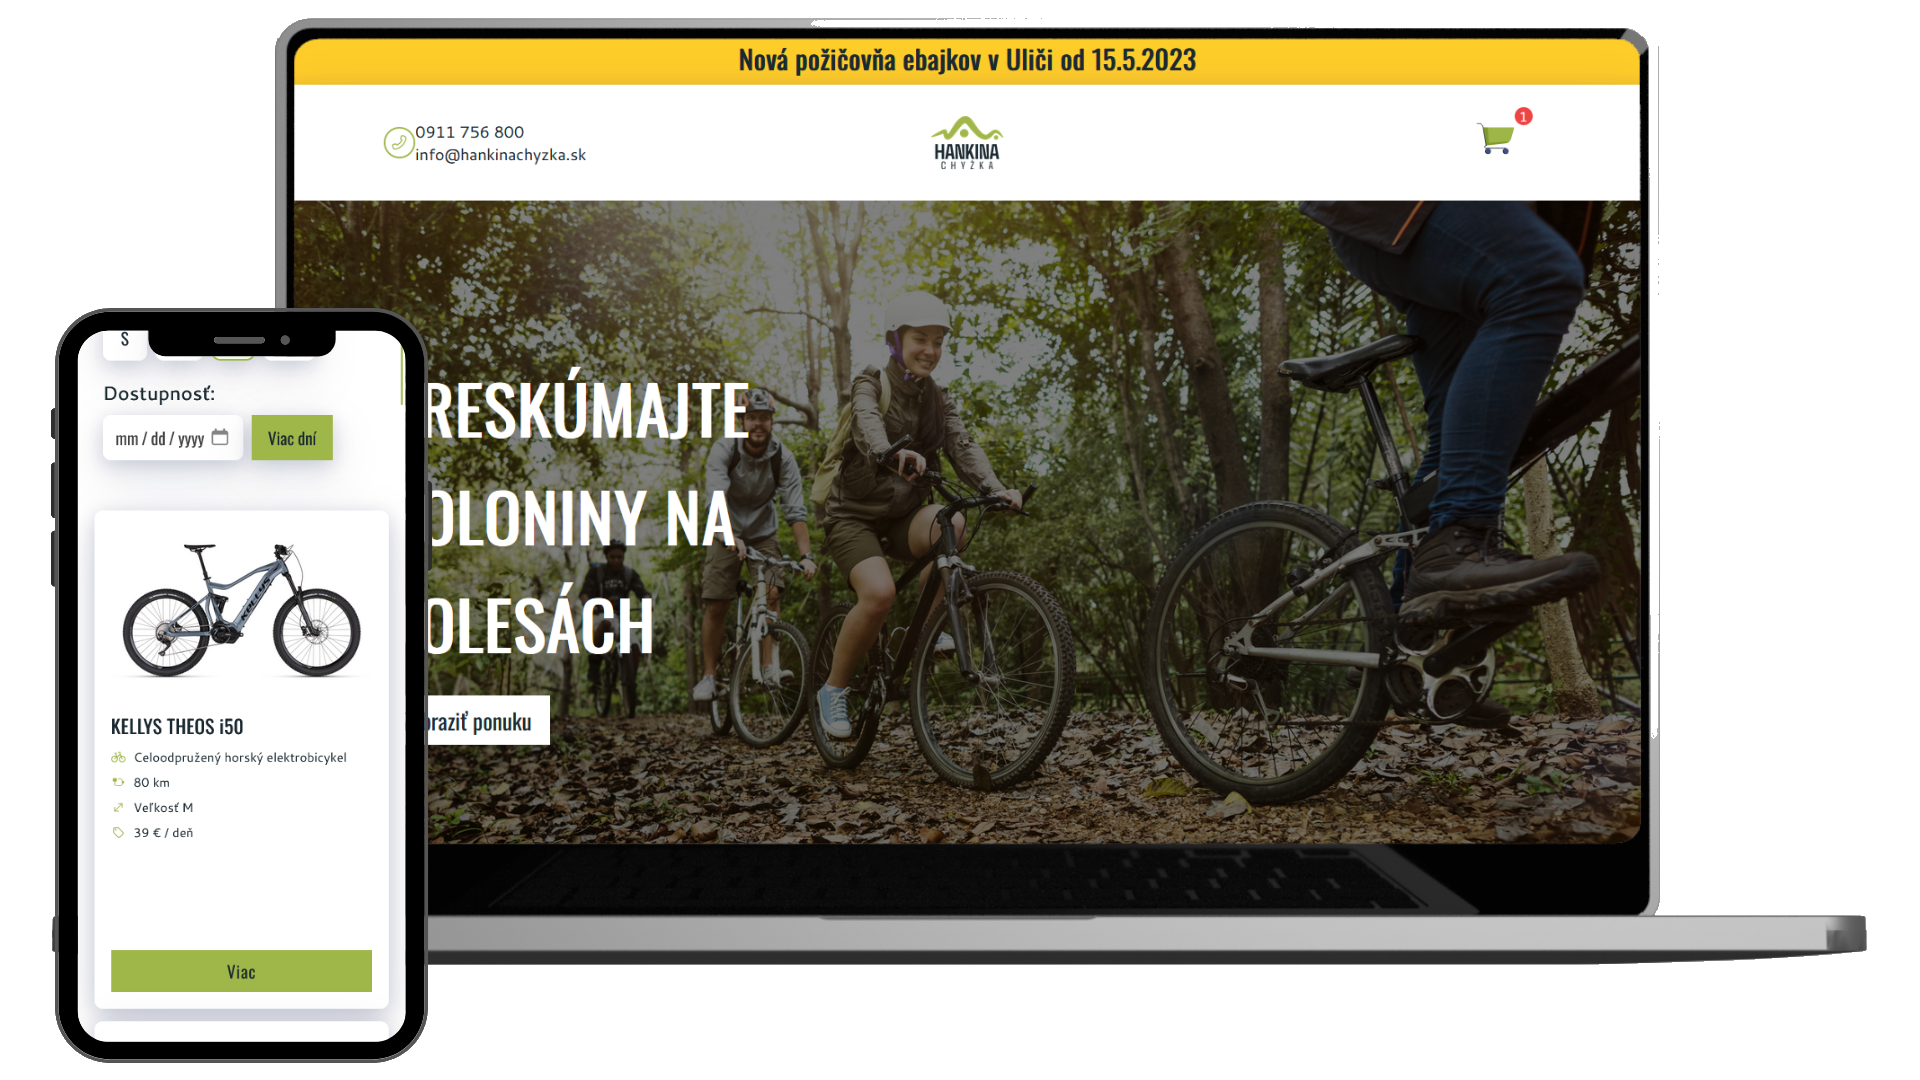 Nová požičovňa ebajkov v Uliči od 15.5.2023
0911 756 800
info@hankinachyzka.sk
HANKINA
CHYŽKA
1
RESKÚMAJTE
OLONINY NA
OLESÁCH
braziť ponuku
S
Dostupnosť:
mm / dd / yyyy
Viac dní
KELLYS
KELLYS THEOS i50
Celoodpružený horský elektrobicykel
80 km
Veľkosť M
39 € / deň
Viac